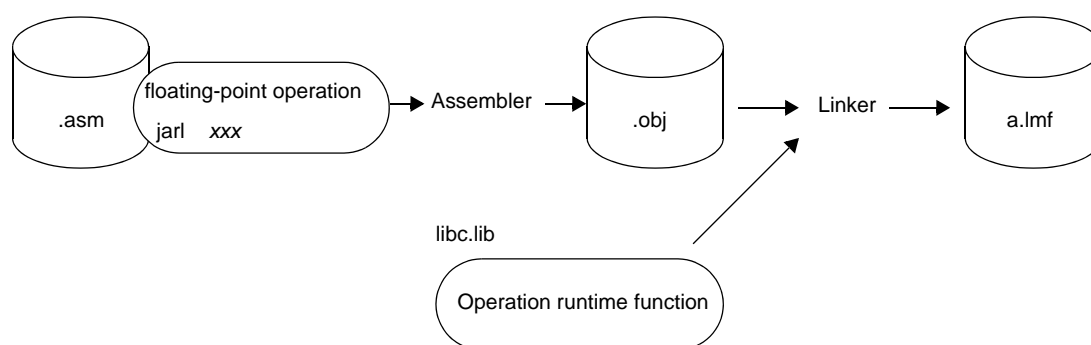 floating-point operation
jarl xxx
.asm
Assembler
.obj
Linker
a.lmf
libc.lib
Operation runtime function